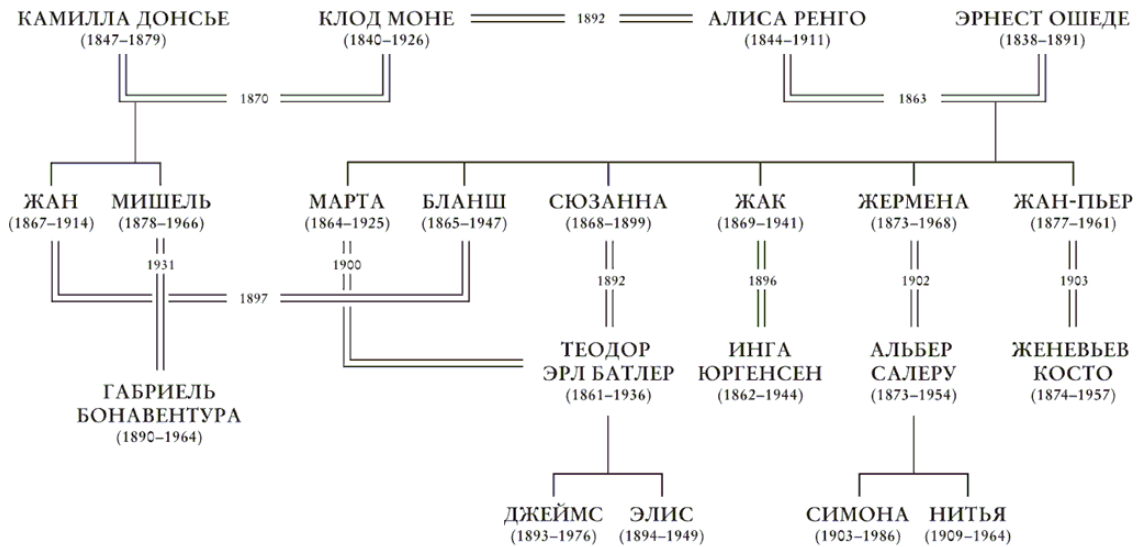 КАМИЛЛА ДОНСЬЕ
(1847–1879)
КЛОД МОНЕ
(1840–1926)
1892
АЛИСА РЕНГО
(1844–1911)
ЭРНЕСТ ОШЕДЕ
(1838–1891)
1870
1863
ЖАН
(1867–1914)
МИШЕЛЬ
(1878–1966)
МАРТА
(1864–1925)
БЛАНШ
(1865–1947)
СЮЗАННА
(1868–1899)
ЖАК
(1869–1941)
ЖЕРМЕНА
(1873–1968)
ЖАН-ПЬЕР
(1877–1961)
1931
1900
1892
1896
1902
1903
1897
ГАБРИЕЛЬ
БОНАВЕНТУРА
(1890–1964)
ТЕОДОР
ЭРЛ БАТЛЕР
(1861–1936)
ИНГА
ЮРГЕНСЕН
(1862–1944)
АЛЬБЕР
САЛЕРУ
(1873–1954)
ЖЕНЕВЬЕВ
КОСТО
(1874–1957)
ДЖЕЙМС
(1893–1976)
ЭЛИС
(1894–1949)
СИМОНА
(1903–1986)
НИТЬЯ
(1909–1964)